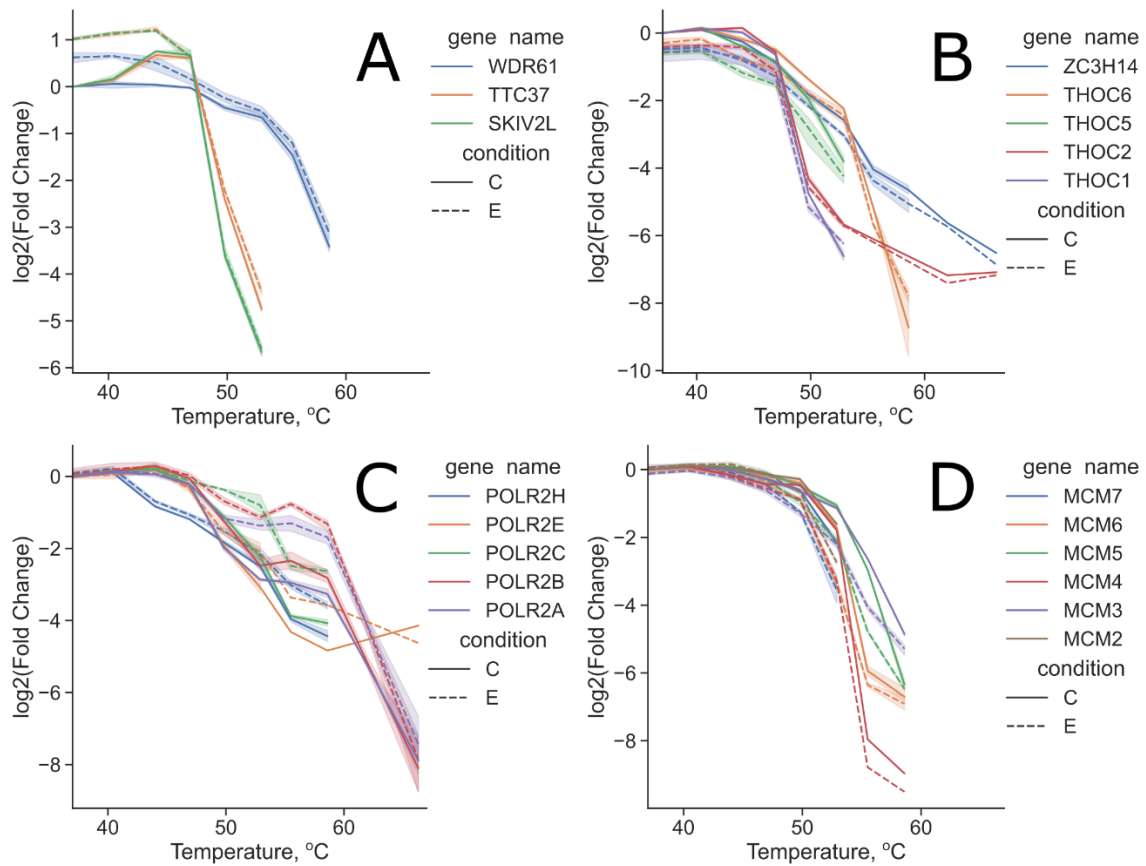 A
gene name
WDR61
TTC37
SKIV2L
condition
C
E
log2(Fold Change)
1
0
−1
−2
−3
−4
−5
−6
40
50
60
Temperature, °C
B
gene name
ZC3H14
THOC6
THOC5
THOC2
THOC1
condition
C
E
log2(Fold Change)
0
−2
−4
−6
−8
−10
40
50
60
Temperature, °C
C
gene name
POLR2H
POLR2E
POLR2C
POLR2B
POLR2A
condition
C
E
log2(Fold Change)
0
−2
−4
−6
−8
40
50
60
Temperature, °C
D
gene name
MCM7
MCM6
MCM5
MCM4
MCM3
MCM2
condition
C
E
log2(Fold Change)
0
−2
−4
−6
−8
40
50
60
Temperature, °C